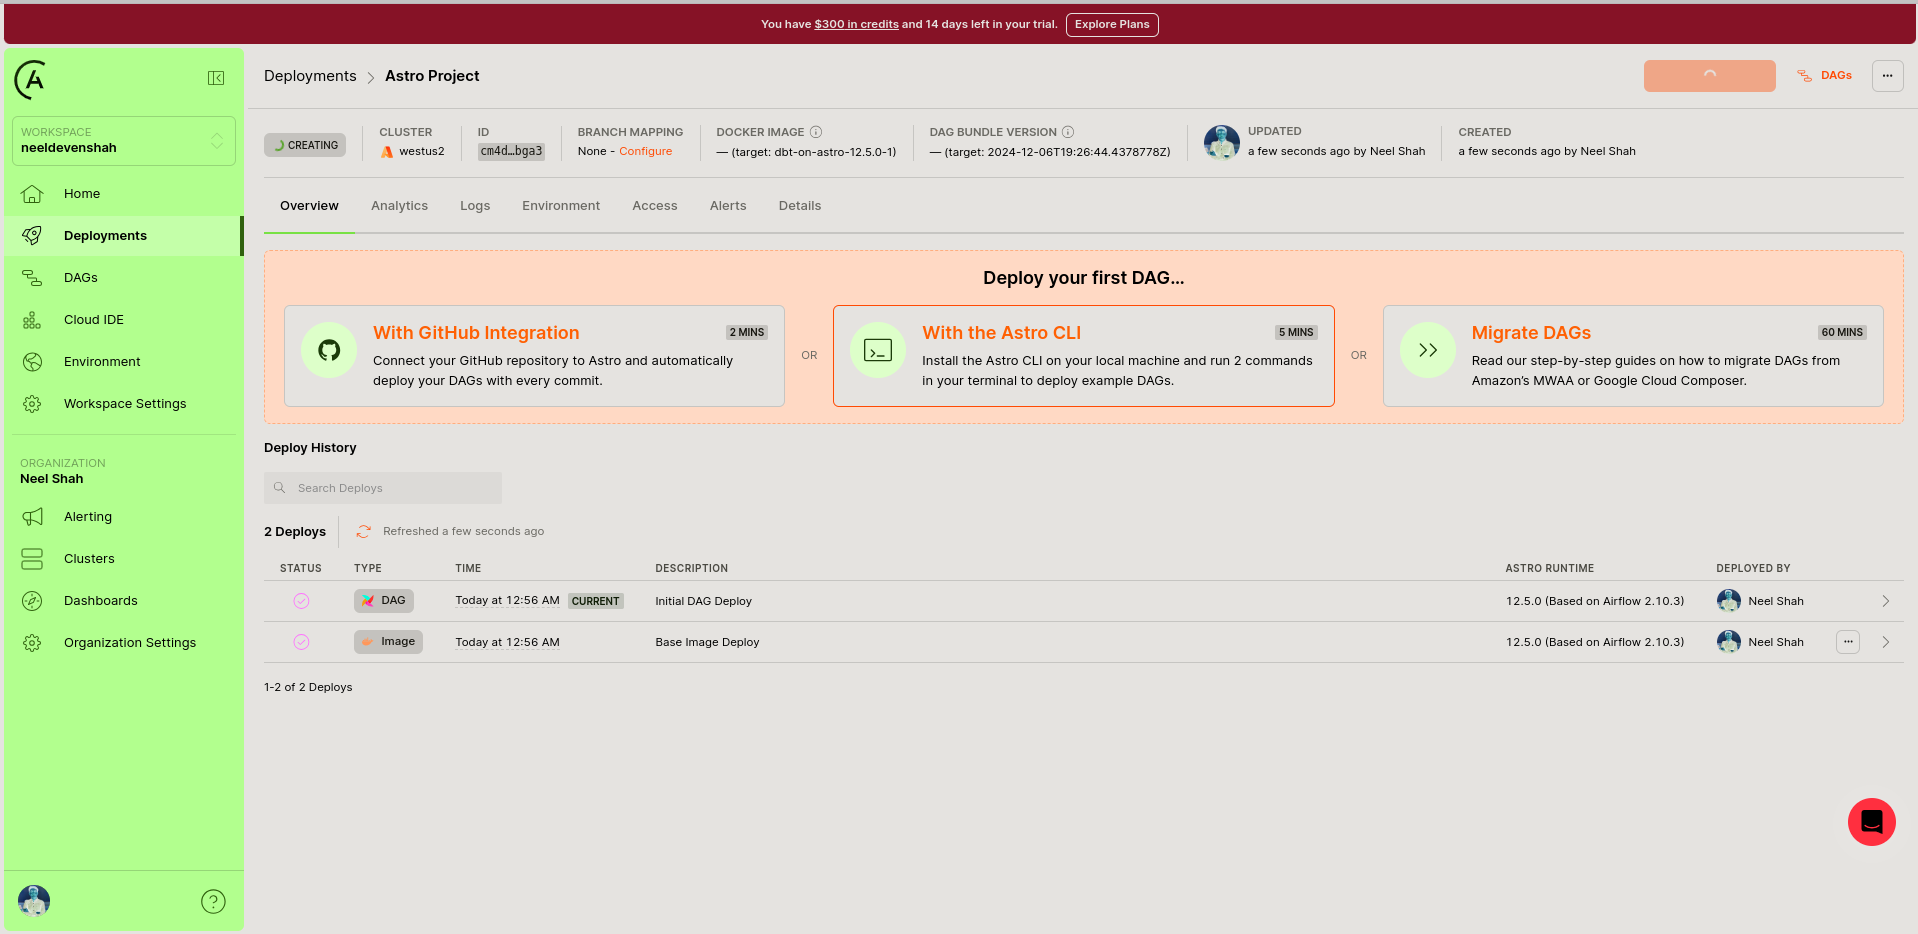 You have $300 in credits and 14 days left in your trial. Explore Plans
WORKSPACE
neeldevenshah
Home
Deployments
DAGs
Cloud IDE
Environment
Workspace Settings
ORGANIZATION
Neel Shah
Alerting
Clusters
Dashboards
Organization Settings
Deployments > Astro Project
DAGs
CREATING
CLUSTER
westus2
ID
cm4d…bga3
BRANCH MAPPING
None - Configure
DOCKER IMAGE
— (target: dbt-on-astro-12.5.0-1)
DAG BUNDLE VERSION
— (target: 2024-12-06T19:26:44.4378778Z)
UPDATED
a few seconds ago by Neel Shah
CREATED
a few seconds ago by Neel Shah
Overview Analytics Logs Environment Access Alerts Details
Deploy your first DAG...
With GitHub Integration 2 MINS
Connect your GitHub repository to Astro and automatically
deploy your DAGs with every commit.
OR
With the Astro CLI 5 MINS
Install the Astro CLI on your local machine and run 2 commands
in your terminal to deploy example DAGs.
OR
Migrate DAGs 60 MINS
Read our step-by-step guides on how to migrate DAGs from
Amazon’s MWAA or Google Cloud Composer.
Deploy History
Search Deploys
2 Deploys Refreshed a few seconds ago
STATUS TYPE TIME DESCRIPTION ASTRO RUNTIME DEPLOYED BY
DAG Today at 12:56 AM CURRENT Initial DAG Deploy 12.5.0 (Based on Airflow 2.10.3) Neel Shah
Image Today at 12:56 AM Base Image Deploy 12.5.0 (Based on Airflow 2.10.3) Neel Shah
1-2 of 2 Deploys